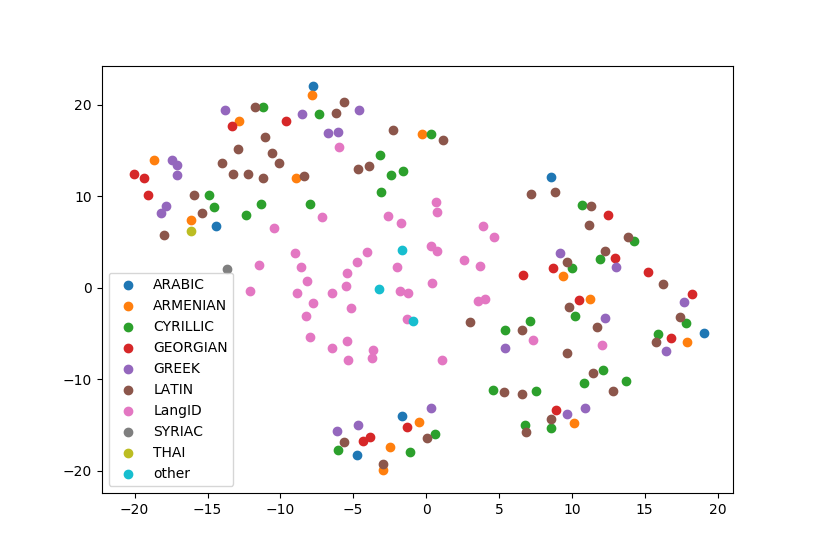 20
10
0
−10
−20
ARABIC
ARMENIAN
CYRILLIC
GEORGIAN
GREEK
LATIN
LangID
SYRIAC
THAI
other
−20 −15 −10 −5 0 5 10 15 20